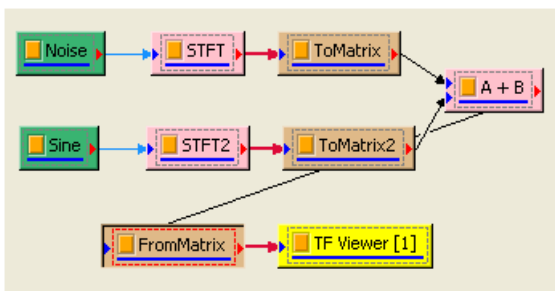 Noise
STFT
ToMatrix
A + B
Sine
STFT2
ToMatrix2
FromMatrix
TF Viewer [1]